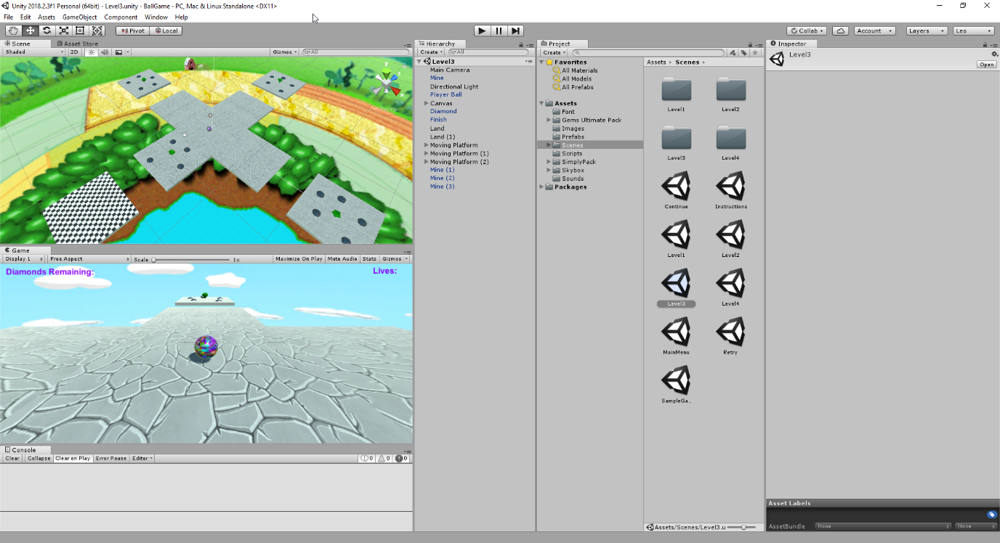 Unity 2018.2.3f1 Personal (64bit) - Level3.unity - BallGame - PC, Mac & Linux Standalone <DX11>
File Edit Assets GameObject Component Window Help
Pivot Local Collab Account Layers Leo
Scene Asset Store
Shaded 2D Gizmos All
y
z
x
Persp
Game
Display 1 Free Aspect Scale 1x Maximize On Play Mute Audio Stats Gizmos
Diamonds Remaining: Lives:
Console
Clear Collapse Clear on Play Error Pause Editor 0 0 0
Hierarchy
Create All
Level3
Main Camera
Mine
Directional Light
Player Ball
Canvas
Diamond
Finish
Land
Land (1)
Moving Platform
Moving Platform (1)
Moving Platform (2)
Mine (1)
Mine (2)
Mine (3)
Project
Create
Favorites
All Materials
All Models
All Prefabs
Assets
Font
Gems Ultimate Pack
Images
Prefabs
Scenes
Scripts
SimplyPack
Skybox
Sounds
Packages
Assets Scenes
Level1 Level2
Level3 Level4
Continue Instructions
Level1 Level2
Level3 Level4
MainMenu Retry
SampleGa..
Assets/Scenes/Level3.u
Inspector
Level3
Open
Asset Labels
AssetBundle None None